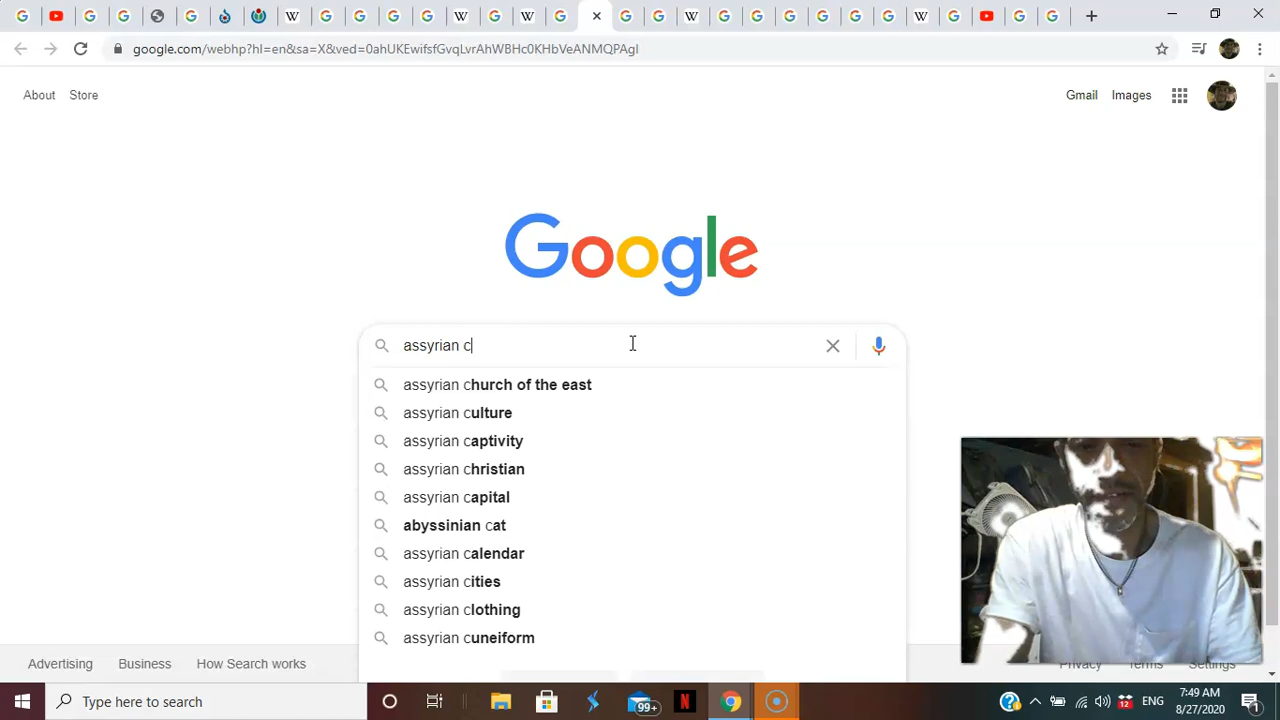 google.com/webhp?hl=en&sa=X&ved=0ahUKEwifsfGvqLvrAhWBHc0KHbVeANMQPAgI
About Store Gmail Images
Google
assyrian c
assyrian church of the east
assyrian culture
assyrian captivity
assyrian christian
assyrian capital
abyssinian cat
assyrian calendar
assyrian cities
assyrian clothing
assyrian cuneiform
Advertising Business How Search works Privacy Terms Settings
Type here to search
99+
N
12
ENG
7:49 AM
8/27/2020
1